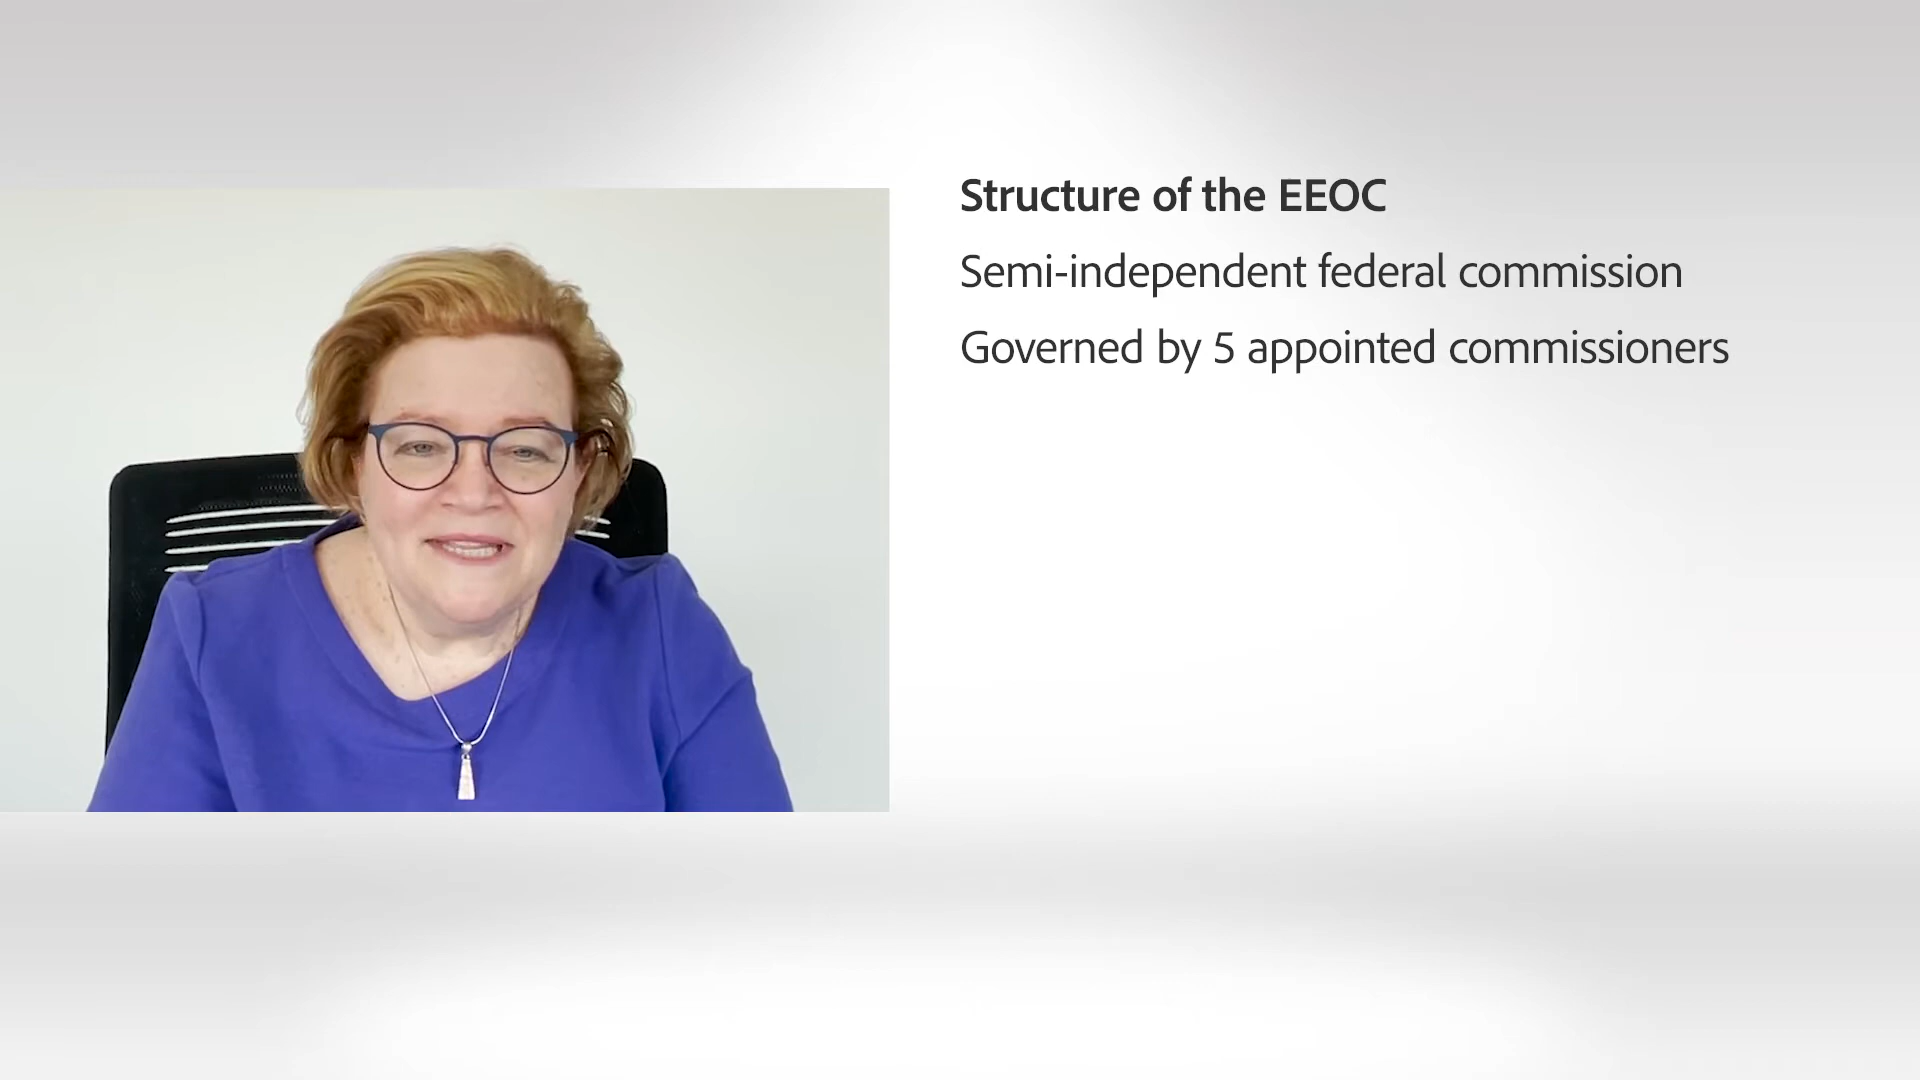 Structure of the EEOC
Semi-independent federal commission
Governed by 5 appointed commissioners